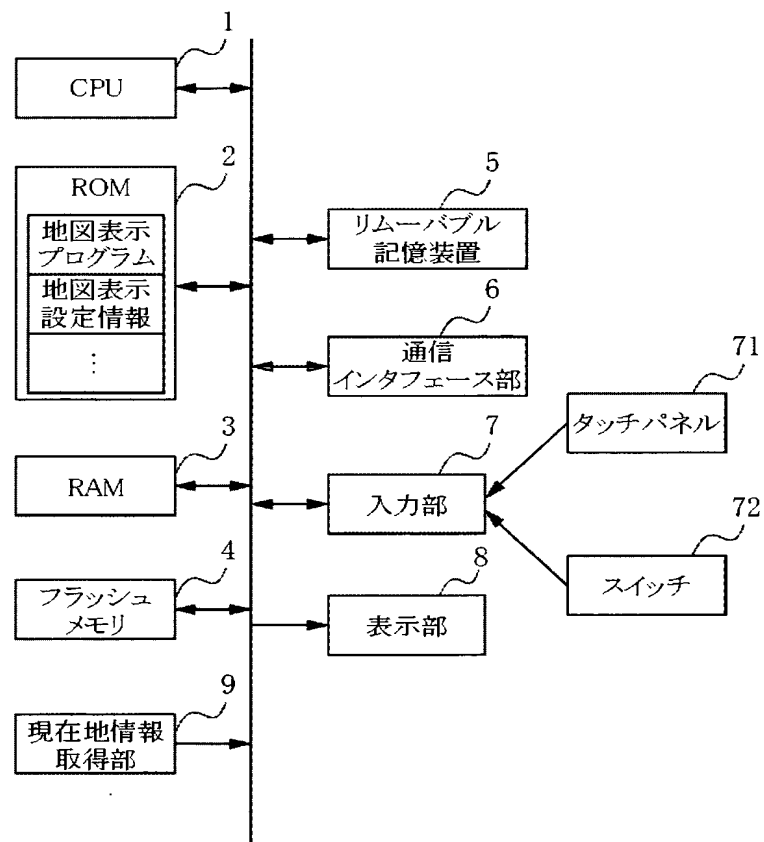 1
CPU
2
ROM
地図表示
プログラム
地図表示
設定情報
⋮
3
RAM
4
フラッシュ
メモリ
9
現在地情報
取得部
5
リムーバブル
記憶装置
6
通信
インタフェース部
7
入力部
8
表示部
71
タッチパネル
72
スイッチ